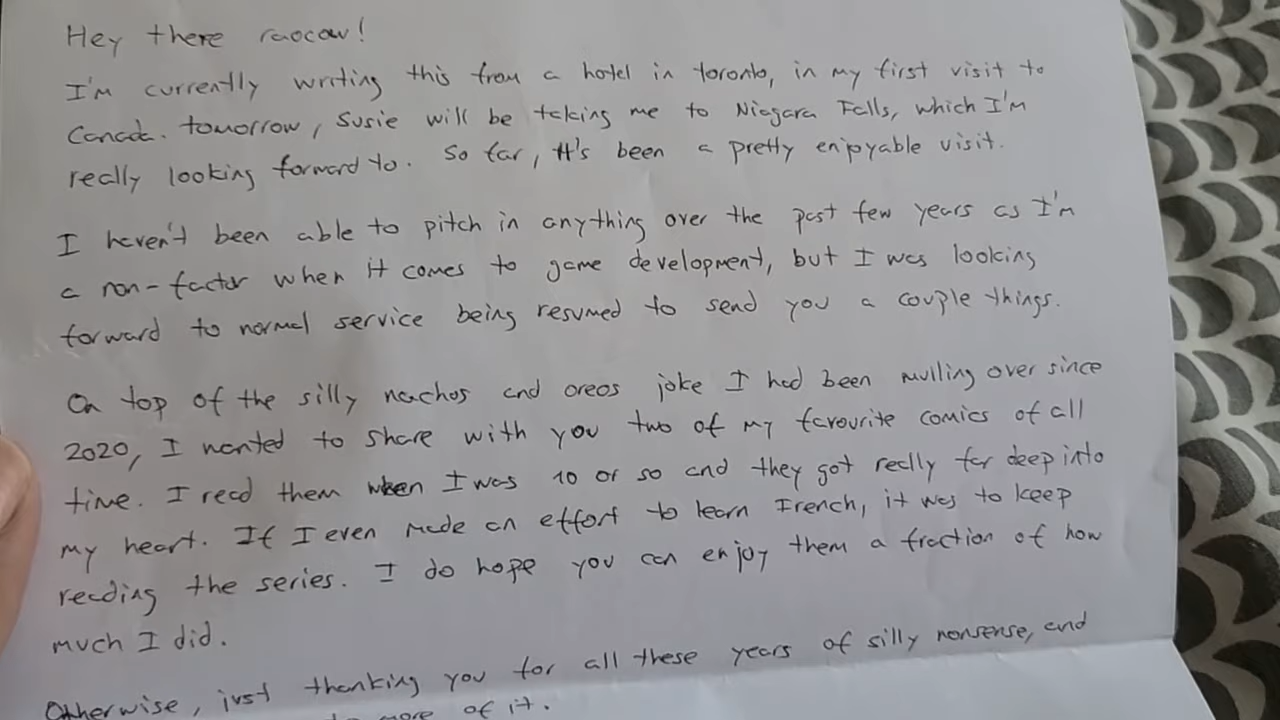 Hey there raocow!
I'm currently writing this from a hotel in toronto, in my first visit to
Canada. tomorrow, Susie will be taking me to Niagara Falls, which I'm
really looking forward to. So far, it's been a pretty enjoyable visit.
I haven't been able to pitch in anything over the past few years as I'm
a non-factor when it comes to game development, but I was looking
forward to normal service being resumed to send you a couple things.
On top of the silly nachos and oreos joke I had been mulling over since
2020, I wanted to share with you two of my favourite comics of all
time. I read them when I was 10 or so and they got really far deep into
my heart. If I even made an effort to learn French, it was to keep
reading the series. I do hope you can enjoy them a fraction of how
much I did.
Otherwise, just thanking you for all these years of silly nonsense, and
more of it.